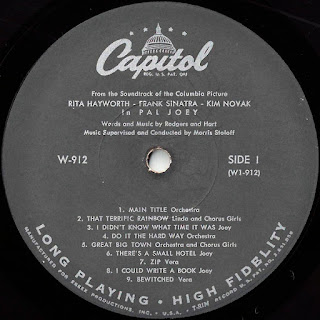 Capitol
REG. U.S. PAT. OFF.
From the Soundtrack of the Columbia Picture
RITA HAYWORTH - FRANK SINATRA - KIM NOVAK
in PAL JOEY
Words and Music by Rodgers and Hart
Music Supervised and Conducted by Morris Stoloff
W-912
SIDE 1
(W1-912)
1. MAIN TITLE Orchestra
2. THAT TERRIFIC RAINBOW Linda and Chorus Girls
3. I DIDN'T KNOW WHAT TIME IT WAS Joey
4. DO IT THE HARD WAY Orchestra
5. GREAT BIG TOWN Orchestra and Chorus Girls
6. THERE'S A SMALL HOTEL Joey
7. ZIP Vera
8. I COULD WRITE A BOOK Joey
9. BEWITCHED Vera
LONG PLAYING • HIGH FIDELITY